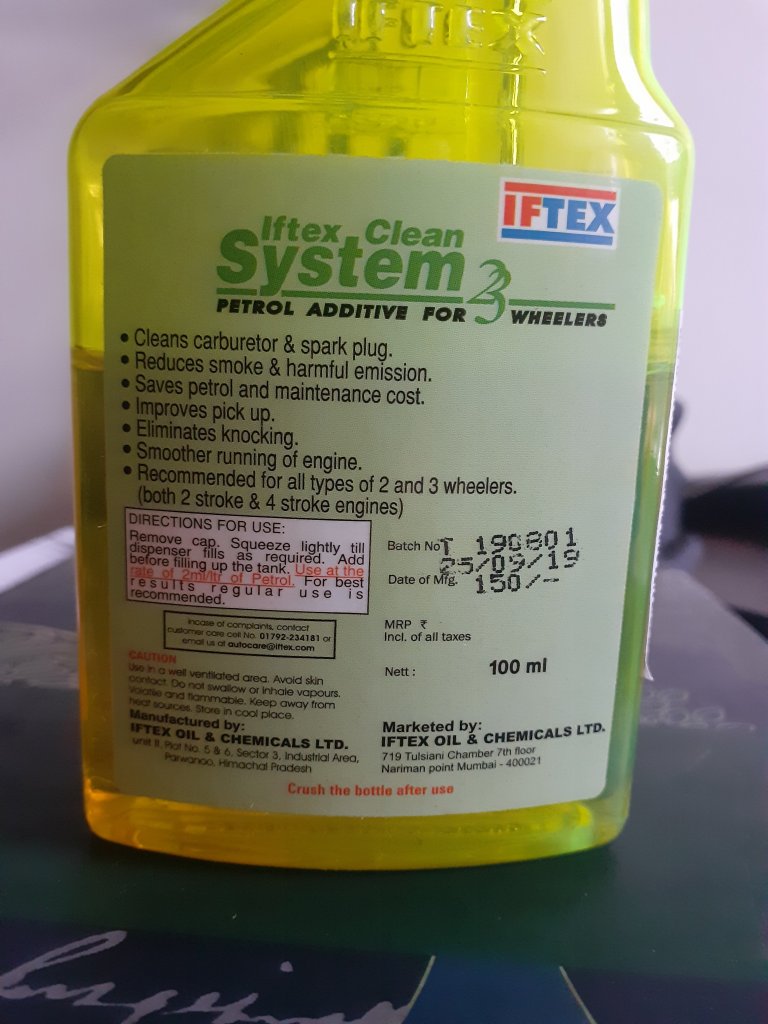 IFTEX
IFTEX
Iftex Clean
System 23
PETROL ADDITIVE FOR WHEELERS
• Cleans carburetor & spark plug.
• Reduces smoke & harmful emission.
• Saves petrol and maintenance cost.
• Improves pick up.
• Eliminates knocking.
• Smoother running of engine.
• Recommended for all types of 2 and 3 wheelers.
(both 2 stroke & 4 stroke engines)
DIRECTIONS FOR USE:
Remove cap. Squeeze lightly till
dispenser fills as required. Add
before filling up the tank. Use at the
rate of 2ml/ltr of Petrol. For best
results regular use is
recommended.
Incase of complaints, contact
customer care cell No. 01792-234181 or
email us at autocare@iftex.com
CAUTION
Use in a well ventilated area. Avoid skin
contact. Do not swallow or inhale vapours.
Volatile and flammable. Keep away from
heat sources. Store in cool place.
Manufactured by:
IFTEX OIL & CHEMICALS LTD.
unit II, Plot No. 5 & 6, Sector 3, Industrial Area,
Parwanoo, Himachal Pradesh
Batch No T 190801
25/09/19
Date of Mfg. 150/--
MRP ₹
Incl. of all taxes
Nett : 100 ml
Marketed by:
IFTEX OIL & CHEMICALS LTD.
719 Tulsiani Chamber 7th floor
Nariman point Mumbai - 400021
Crush the bottle after use